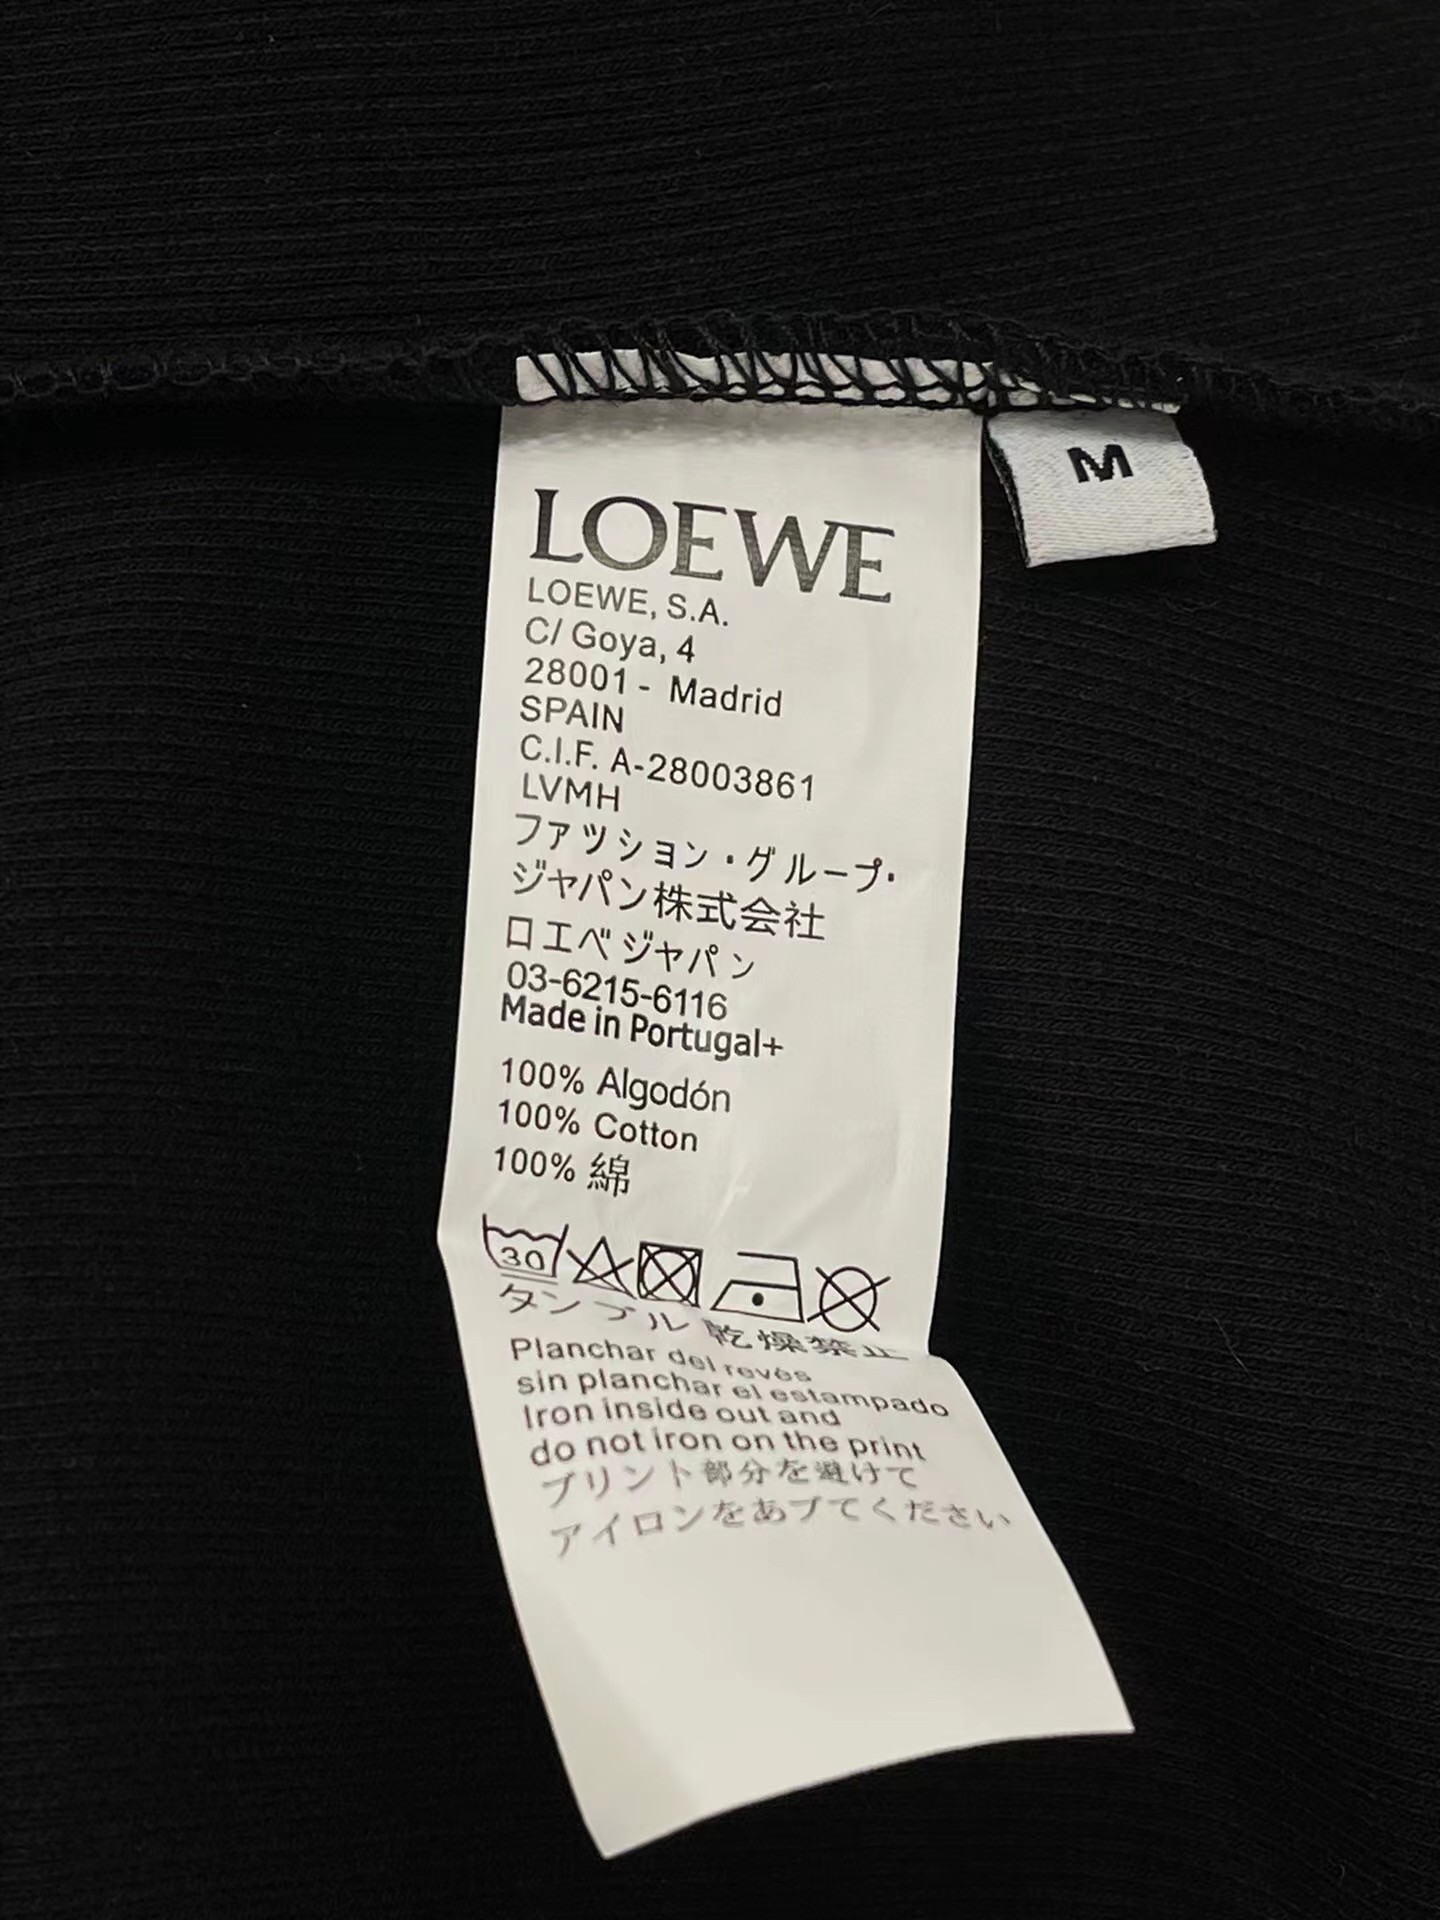 M
LOEWE
LOEWE, S.A.
C/ Goya, 4
28001 - Madrid
SPAIN
C.I.F. A-28003861
LVMH
ファッション・グループ・
ジャパン株式会社
ロエベジャパン
03-6215-6116
Made in Portugal+
100% Algodón
100% Cotton
100% 綿
30
タンブル乾燥禁止
Planchar del revés
sin planchar el estampado
Iron inside out and
do not iron on the print
プリント部分を避けて
アイロンをあブてください